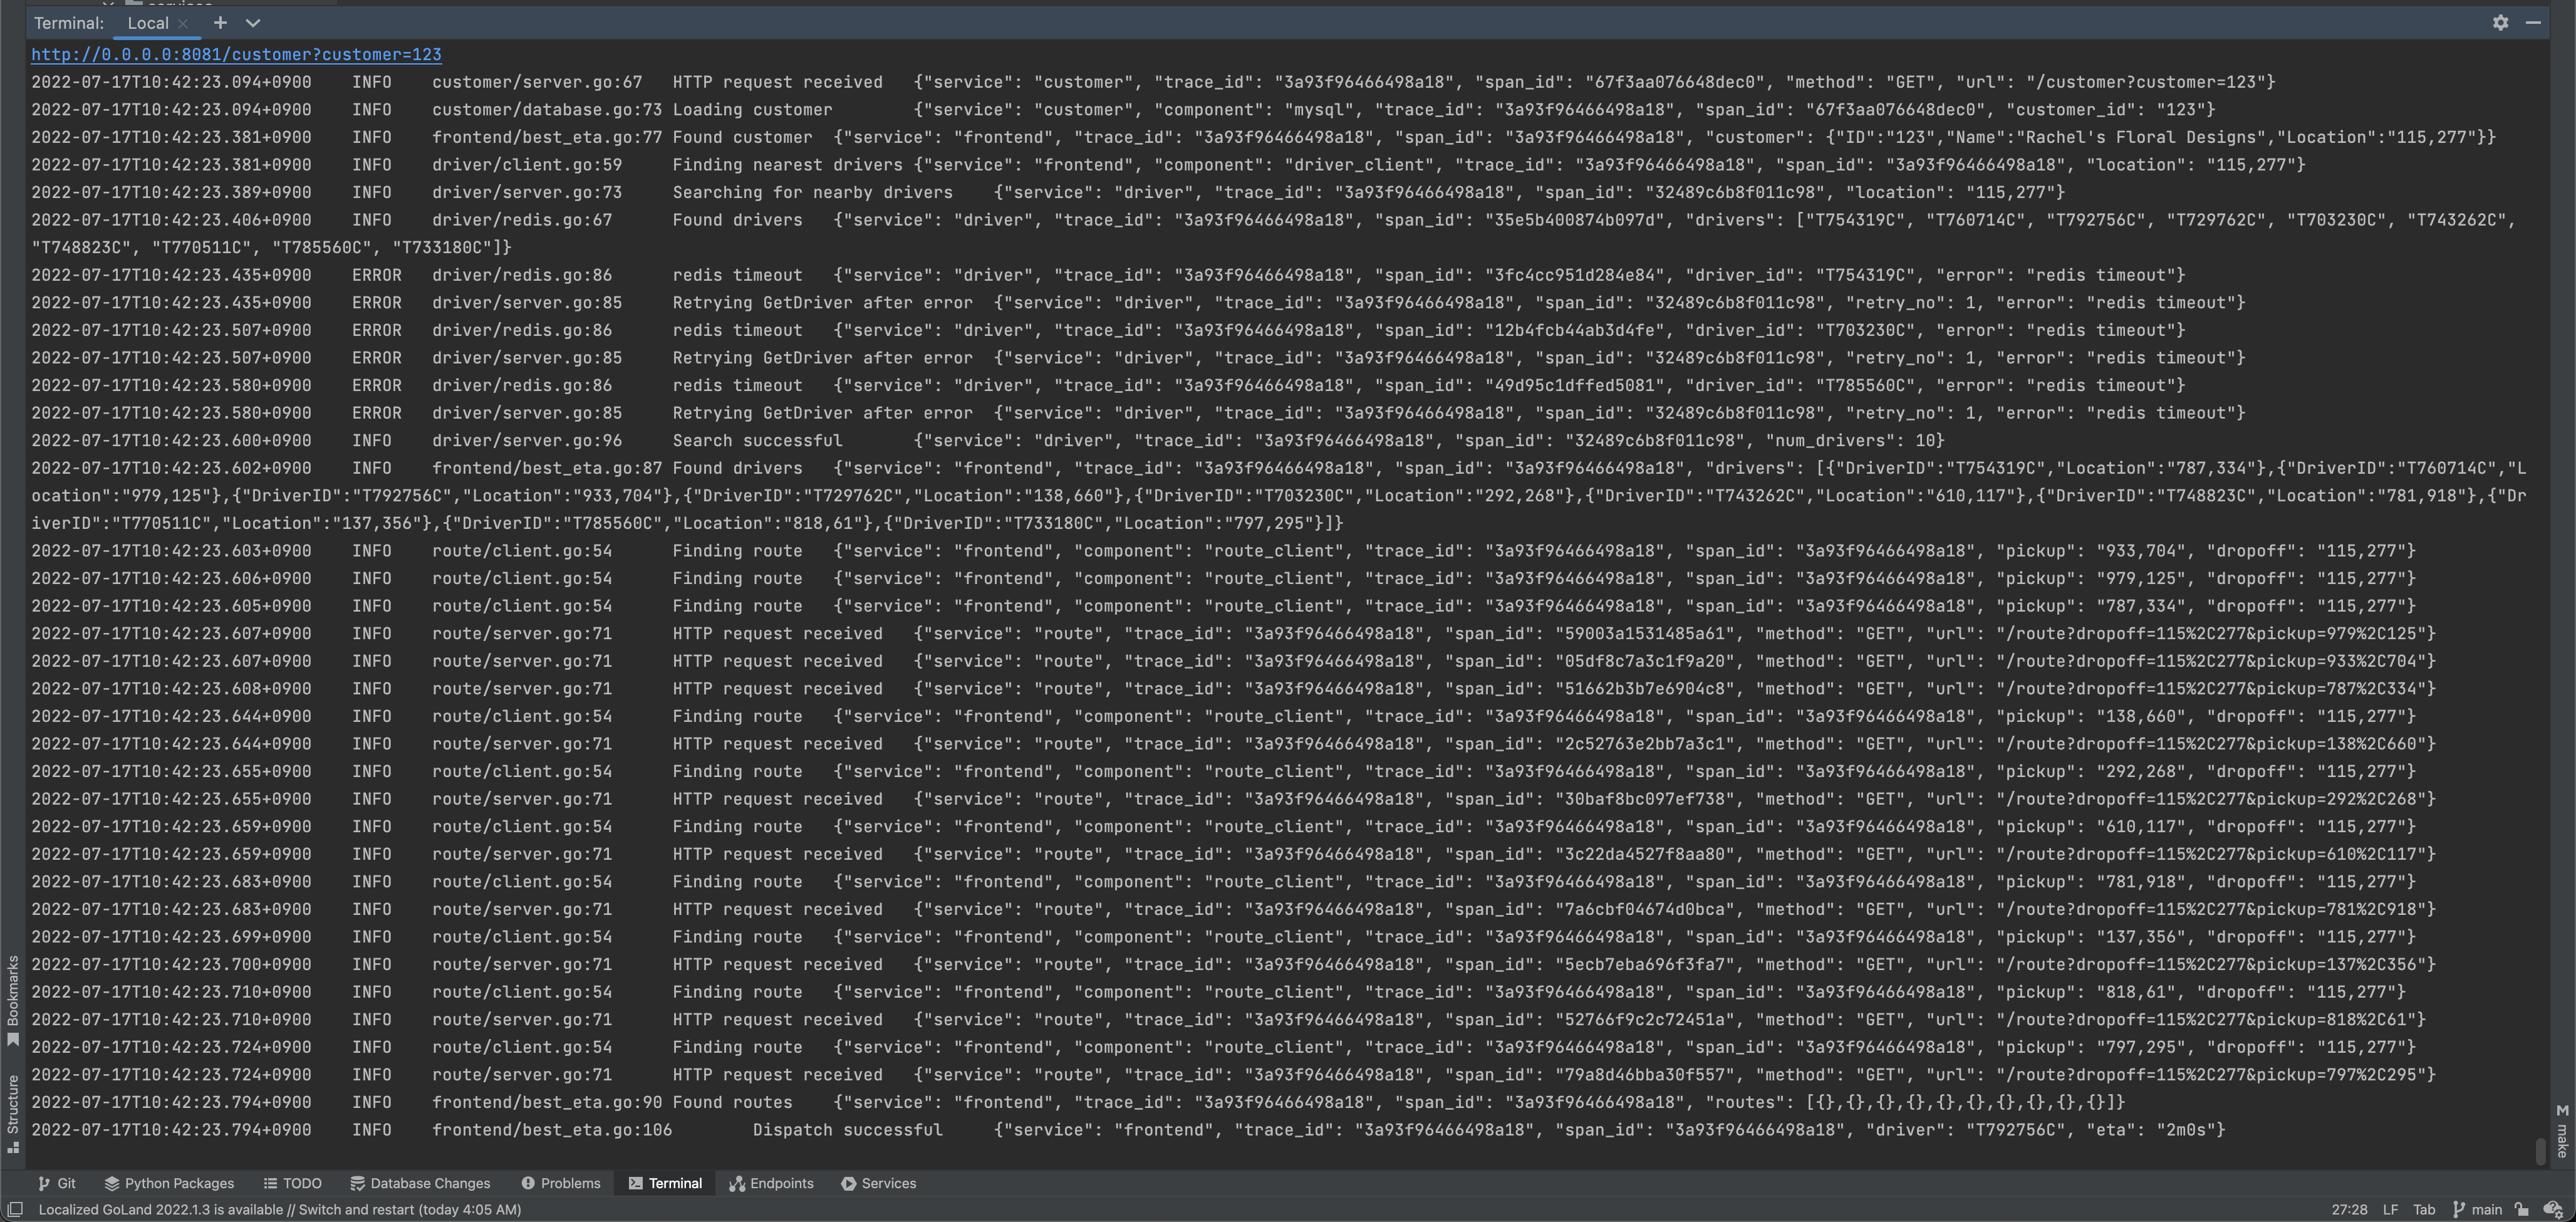 services
Terminal: Local
http://0.0.0.0:8081/customer?customer=123
2022-07-17T10:42:23.094+0900 INFO customer/server.go:67 HTTP request received {"service": "customer", "trace_id": "3a93f96466498a18", "span_id": "67f3aa076648dec0", "method": "GET", "url": "/customer?customer=123"}
2022-07-17T10:42:23.094+0900 INFO customer/database.go:73 Loading customer {"service": "customer", "component": "mysql", "trace_id": "3a93f96466498a18", "span_id": "67f3aa076648dec0", "customer_id": "123"}
2022-07-17T10:42:23.381+0900 INFO frontend/best_eta.go:77 Found customer {"service": "frontend", "trace_id": "3a93f96466498a18", "span_id": "3a93f96466498a18", "customer": {"ID":"123","Name":"Rachel's Floral Designs","Location":"115,277"}}
2022-07-17T10:42:23.381+0900 INFO driver/client.go:59 Finding nearest drivers {"service": "frontend", "component": "driver_client", "trace_id": "3a93f96466498a18", "span_id": "3a93f96466498a18", "location": "115,277"}
2022-07-17T10:42:23.389+0900 INFO driver/server.go:73 Searching for nearby drivers {"service": "driver", "trace_id": "3a93f96466498a18", "span_id": "32489c6b8f011c98", "location": "115,277"}
2022-07-17T10:42:23.406+0900 INFO driver/redis.go:67 Found drivers {"service": "driver", "trace_id": "3a93f96466498a18", "span_id": "35e5b400874b097d", "drivers": ["T754319C", "T760714C", "T792756C", "T729762C", "T703230C", "T743262C",
"T748823C", "T770511C", "T785560C", "T733180C"]}
2022-07-17T10:42:23.435+0900 ERROR driver/redis.go:86 redis timeout {"service": "driver", "trace_id": "3a93f96466498a18", "span_id": "3fc4cc951d284e84", "driver_id": "T754319C", "error": "redis timeout"}
2022-07-17T10:42:23.435+0900 ERROR driver/server.go:85 Retrying GetDriver after error {"service": "driver", "trace_id": "3a93f96466498a18", "span_id": "32489c6b8f011c98", "retry_no": 1, "error": "redis timeout"}
2022-07-17T10:42:23.507+0900 ERROR driver/redis.go:86 redis timeout {"service": "driver", "trace_id": "3a93f96466498a18", "span_id": "12b4fcb44ab3d4fe", "driver_id": "T703230C", "error": "redis timeout"}
2022-07-17T10:42:23.507+0900 ERROR driver/server.go:85 Retrying GetDriver after error {"service": "driver", "trace_id": "3a93f96466498a18", "span_id": "32489c6b8f011c98", "retry_no": 1, "error": "redis timeout"}
2022-07-17T10:42:23.580+0900 ERROR driver/redis.go:86 redis timeout {"service": "driver", "trace_id": "3a93f96466498a18", "span_id": "49d95c1dffed5081", "driver_id": "T785560C", "error": "redis timeout"}
2022-07-17T10:42:23.580+0900 ERROR driver/server.go:85 Retrying GetDriver after error {"service": "driver", "trace_id": "3a93f96466498a18", "span_id": "32489c6b8f011c98", "retry_no": 1, "error": "redis timeout"}
2022-07-17T10:42:23.600+0900 INFO driver/server.go:96 Search successful {"service": "driver", "trace_id": "3a93f96466498a18", "span_id": "32489c6b8f011c98", "num_drivers": 10}
2022-07-17T10:42:23.602+0900 INFO frontend/best_eta.go:87 Found drivers {"service": "frontend", "trace_id": "3a93f96466498a18", "span_id": "3a93f96466498a18", "drivers": [{"DriverID":"T754319C","Location":"787,334"},{"DriverID":"T760714C","L
ocation":"979,125"},{"DriverID":"T792756C","Location":"933,704"},{"DriverID":"T729762C","Location":"138,660"},{"DriverID":"T703230C","Location":"292,268"},{"DriverID":"T743262C","Location":"610,117"},{"DriverID":"T748823C","Location":"781,918"},{"Dr
iverID":"T770511C","Location":"137,356"},{"DriverID":"T785560C","Location":"818,61"},{"DriverID":"T733180C","Location":"797,295"}]}
2022-07-17T10:42:23.603+0900 INFO route/client.go:54 Finding route {"service": "frontend", "component": "route_client", "trace_id": "3a93f96466498a18", "span_id": "3a93f96466498a18", "pickup": "933,704", "dropoff": "115,277"}
2022-07-17T10:42:23.606+0900 INFO route/client.go:54 Finding route {"service": "frontend", "component": "route_client", "trace_id": "3a93f96466498a18", "span_id": "3a93f96466498a18", "pickup": "979,125", "dropoff": "115,277"}
2022-07-17T10:42:23.605+0900 INFO route/client.go:54 Finding route {"service": "frontend", "component": "route_client", "trace_id": "3a93f96466498a18", "span_id": "3a93f96466498a18", "pickup": "787,334", "dropoff": "115,277"}
2022-07-17T10:42:23.607+0900 INFO route/server.go:71 HTTP request received {"service": "route", "trace_id": "3a93f96466498a18", "span_id": "59003a1531485a61", "method": "GET", "url": "/route?dropoff=115%2C277&pickup=979%2C125"}
2022-07-17T10:42:23.607+0900 INFO route/server.go:71 HTTP request received {"service": "route", "trace_id": "3a93f96466498a18", "span_id": "05df8c7a3c1f9a20", "method": "GET", "url": "/route?dropoff=115%2C277&pickup=933%2C704"}
2022-07-17T10:42:23.608+0900 INFO route/server.go:71 HTTP request received {"service": "route", "trace_id": "3a93f96466498a18", "span_id": "51662b3b7e6904c8", "method": "GET", "url": "/route?dropoff=115%2C277&pickup=787%2C334"}
2022-07-17T10:42:23.644+0900 INFO route/client.go:54 Finding route {"service": "frontend", "component": "route_client", "trace_id": "3a93f96466498a18", "span_id": "3a93f96466498a18", "pickup": "138,660", "dropoff": "115,277"}
2022-07-17T10:42:23.644+0900 INFO route/server.go:71 HTTP request received {"service": "route", "trace_id": "3a93f96466498a18", "span_id": "2c52763e2bb7a3c1", "method": "GET", "url": "/route?dropoff=115%2C277&pickup=138%2C660"}
2022-07-17T10:42:23.655+0900 INFO route/client.go:54 Finding route {"service": "frontend", "component": "route_client", "trace_id": "3a93f96466498a18", "span_id": "3a93f96466498a18", "pickup": "292,268", "dropoff": "115,277"}
2022-07-17T10:42:23.655+0900 INFO route/server.go:71 HTTP request received {"service": "route", "trace_id": "3a93f96466498a18", "span_id": "30baf8bc097ef738", "method": "GET", "url": "/route?dropoff=115%2C277&pickup=292%2C268"}
2022-07-17T10:42:23.659+0900 INFO route/client.go:54 Finding route {"service": "frontend", "component": "route_client", "trace_id": "3a93f96466498a18", "span_id": "3a93f96466498a18", "pickup": "610,117", "dropoff": "115,277"}
2022-07-17T10:42:23.659+0900 INFO route/server.go:71 HTTP request received {"service": "route", "trace_id": "3a93f96466498a18", "span_id": "3c22da4527f8aa80", "method": "GET", "url": "/route?dropoff=115%2C277&pickup=610%2C117"}
2022-07-17T10:42:23.683+0900 INFO route/client.go:54 Finding route {"service": "frontend", "component": "route_client", "trace_id": "3a93f96466498a18", "span_id": "3a93f96466498a18", "pickup": "781,918", "dropoff": "115,277"}
2022-07-17T10:42:23.683+0900 INFO route/server.go:71 HTTP request received {"service": "route", "trace_id": "3a93f96466498a18", "span_id": "7a6cbf04674d0bca", "method": "GET", "url": "/route?dropoff=115%2C277&pickup=781%2C918"}
2022-07-17T10:42:23.699+0900 INFO route/client.go:54 Finding route {"service": "frontend", "component": "route_client", "trace_id": "3a93f96466498a18", "span_id": "3a93f96466498a18", "pickup": "137,356", "dropoff": "115,277"}
2022-07-17T10:42:23.700+0900 INFO route/server.go:71 HTTP request received {"service": "route", "trace_id": "3a93f96466498a18", "span_id": "5ecb7eba696f3fa7", "method": "GET", "url": "/route?dropoff=115%2C277&pickup=137%2C356"}
2022-07-17T10:42:23.710+0900 INFO route/client.go:54 Finding route {"service": "frontend", "component": "route_client", "trace_id": "3a93f96466498a18", "span_id": "3a93f96466498a18", "pickup": "818,61", "dropoff": "115,277"}
2022-07-17T10:42:23.710+0900 INFO route/server.go:71 HTTP request received {"service": "route", "trace_id": "3a93f96466498a18", "span_id": "52766f9c2c72451a", "method": "GET", "url": "/route?dropoff=115%2C277&pickup=818%2C61"}
2022-07-17T10:42:23.724+0900 INFO route/client.go:54 Finding route {"service": "frontend", "component": "route_client", "trace_id": "3a93f96466498a18", "span_id": "3a93f96466498a18", "pickup": "797,295", "dropoff": "115,277"}
2022-07-17T10:42:23.724+0900 INFO route/server.go:71 HTTP request received {"service": "route", "trace_id": "3a93f96466498a18", "span_id": "79a8d46bba30f557", "method": "GET", "url": "/route?dropoff=115%2C277&pickup=797%2C295"}
2022-07-17T10:42:23.794+0900 INFO frontend/best_eta.go:90 Found routes {"service": "frontend", "trace_id": "3a93f96466498a18", "span_id": "3a93f96466498a18", "routes": [{},{},{},{},{},{},{},{},{},{}]}
2022-07-17T10:42:23.794+0900 INFO frontend/best_eta.go:106 Dispatch successful {"service": "frontend", "trace_id": "3a93f96466498a18", "span_id": "3a93f96466498a18", "driver": "T792756C", "eta": "2m0s"}
Bookmarks
Structure
M make
Git Python Packages TODO Database Changes Problems Terminal Endpoints Services
Localized GoLand 2022.1.3 is available // Switch and restart (today 4:05 AM) 27:28 LF Tab main